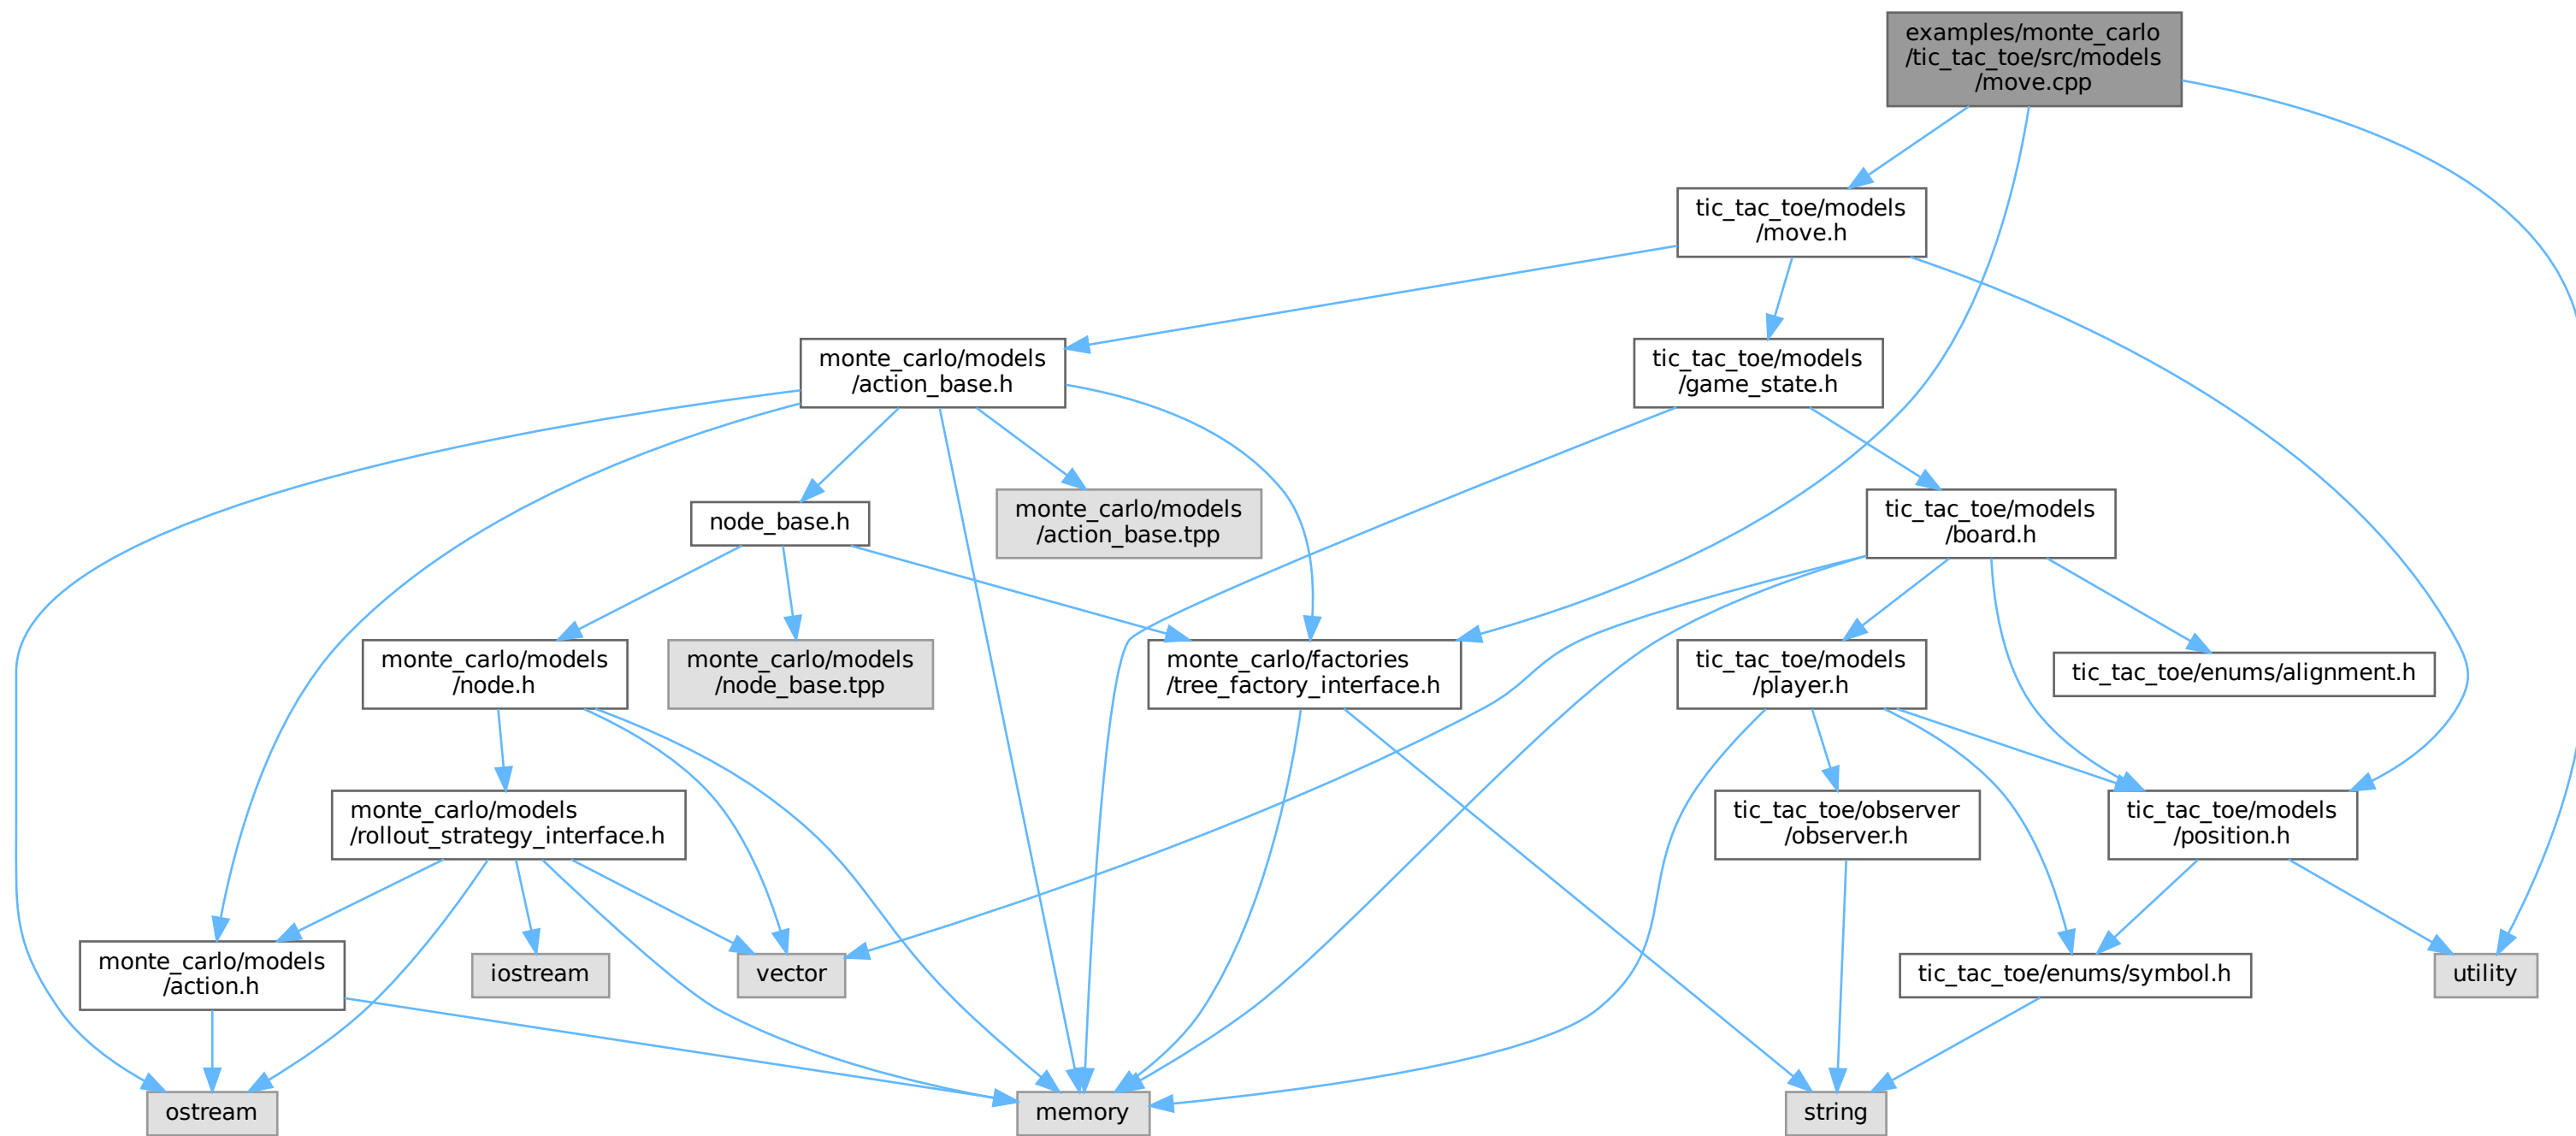 examples/monte_carlo
/tic_tac_toe/src/models
/move.cpp
tic_tac_toe/models
/move.h
monte_carlo/models
/action_base.h
tic_tac_toe/models
/game_state.h
node_base.h
monte_carlo/models
/action_base.tpp
tic_tac_toe/models
/board.h
monte_carlo/models
/node.h
monte_carlo/models
/node_base.tpp
monte_carlo/factories
/tree_factory_interface.h
tic_tac_toe/models
/player.h
tic_tac_toe/enums/alignment.h
monte_carlo/models
/rollout_strategy_interface.h
tic_tac_toe/observer
/observer.h
tic_tac_toe/models
/position.h
monte_carlo/models
/action.h
iostream
vector
tic_tac_toe/enums/symbol.h
utility
ostream
memory
string